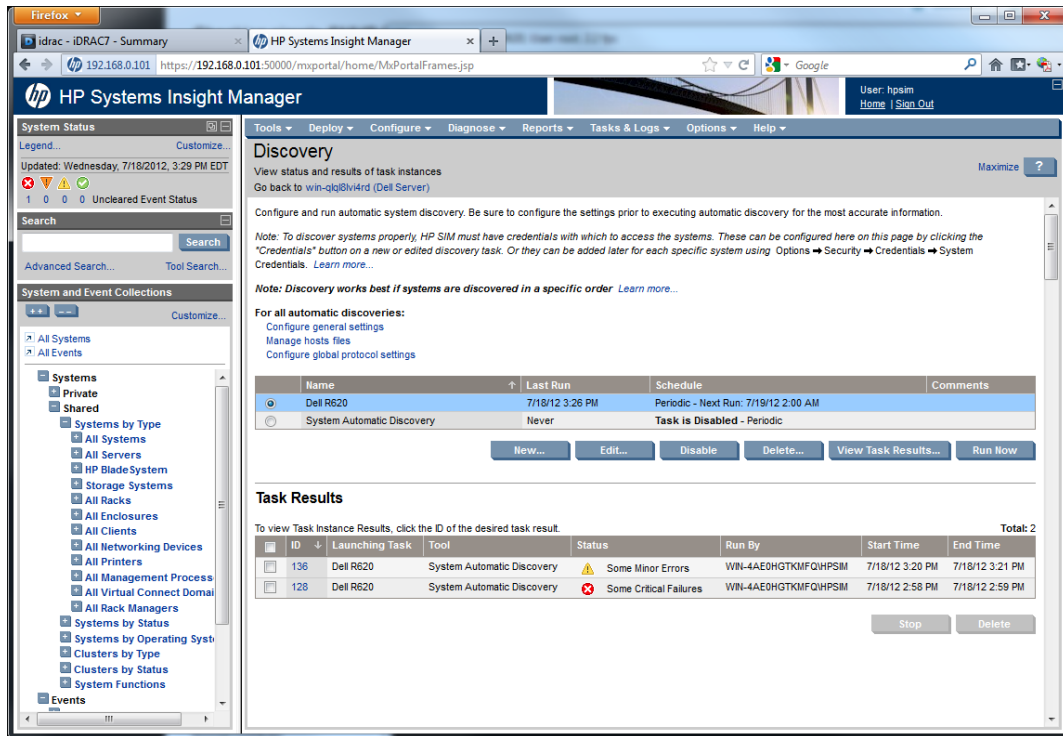 Firefox
idrac - iDRAC7 - Summary
HP Systems Insight Manager
192.168.0.101 https://192.168.0.101:50000/mxportal/home/MxPortalFrames.jsp
Google
hp HP Systems Insight Manager
User: hpsim
Home | Sign Out
System Status
Legend... Customize...
Updated: Wednesday, 7/18/2012, 3:29 PM EDT
1 0 0 0 Uncleared Event Status
Search
Search
Advanced Search... Tool Search...
System and Event Collections
Customize...
All Systems
All Events
Systems
Private
Shared
Systems by Type
All Systems
All Servers
HP BladeSystem
Storage Systems
All Racks
All Enclosures
All Clients
All Networking Devices
All Printers
All Management Process
All Virtual Connect Domai
All Rack Managers
Systems by Status
Systems by Operating Syst
Clusters by Type
Clusters by Status
System Functions
Events
Tools Deploy Configure Diagnose Reports Tasks & Logs Options Help
Discovery
View status and results of task instances
Go back to win-qlql8lvi4rd (Dell Server)
Maximize ?
Configure and run automatic system discovery. Be sure to configure the settings prior to executing automatic discovery for the most accurate information.
Note: To discover systems properly, HP SIM must have credentials with which to access the systems. These can be configured here on this page by clicking the
"Credentials" button on a new or edited discovery task. Or they can be added later for each specific system using Options ➔ Security ➔ Credentials ➔ System
Credentials. Learn more...
Note: Discovery works best if systems are discovered in a specific order Learn more...
For all automatic discoveries:
Configure general settings
Manage hosts files
Configure global protocol settings
Name Last Run Schedule Comments
Dell R620 7/18/12 3:26 PM Periodic - Next Run: 7/19/12 2:00 AM
System Automatic Discovery Never Task is Disabled - Periodic
New... Edit... Disable Delete... View Task Results... Run Now
Task Results
To view Task Instance Results, click the ID of the desired task result. Total: 2
ID Launching Task Tool Status Run By Start Time End Time
136 Dell R620 System Automatic Discovery Some Minor Errors WIN-4AE0HGTKMFQ\HPSIM 7/18/12 3:20 PM 7/18/12 3:21 PM
128 Dell R620 System Automatic Discovery Some Critical Failures WIN-4AE0HGTKMFQ\HPSIM 7/18/12 2:58 PM 7/18/12 2:59 PM
Stop Delete